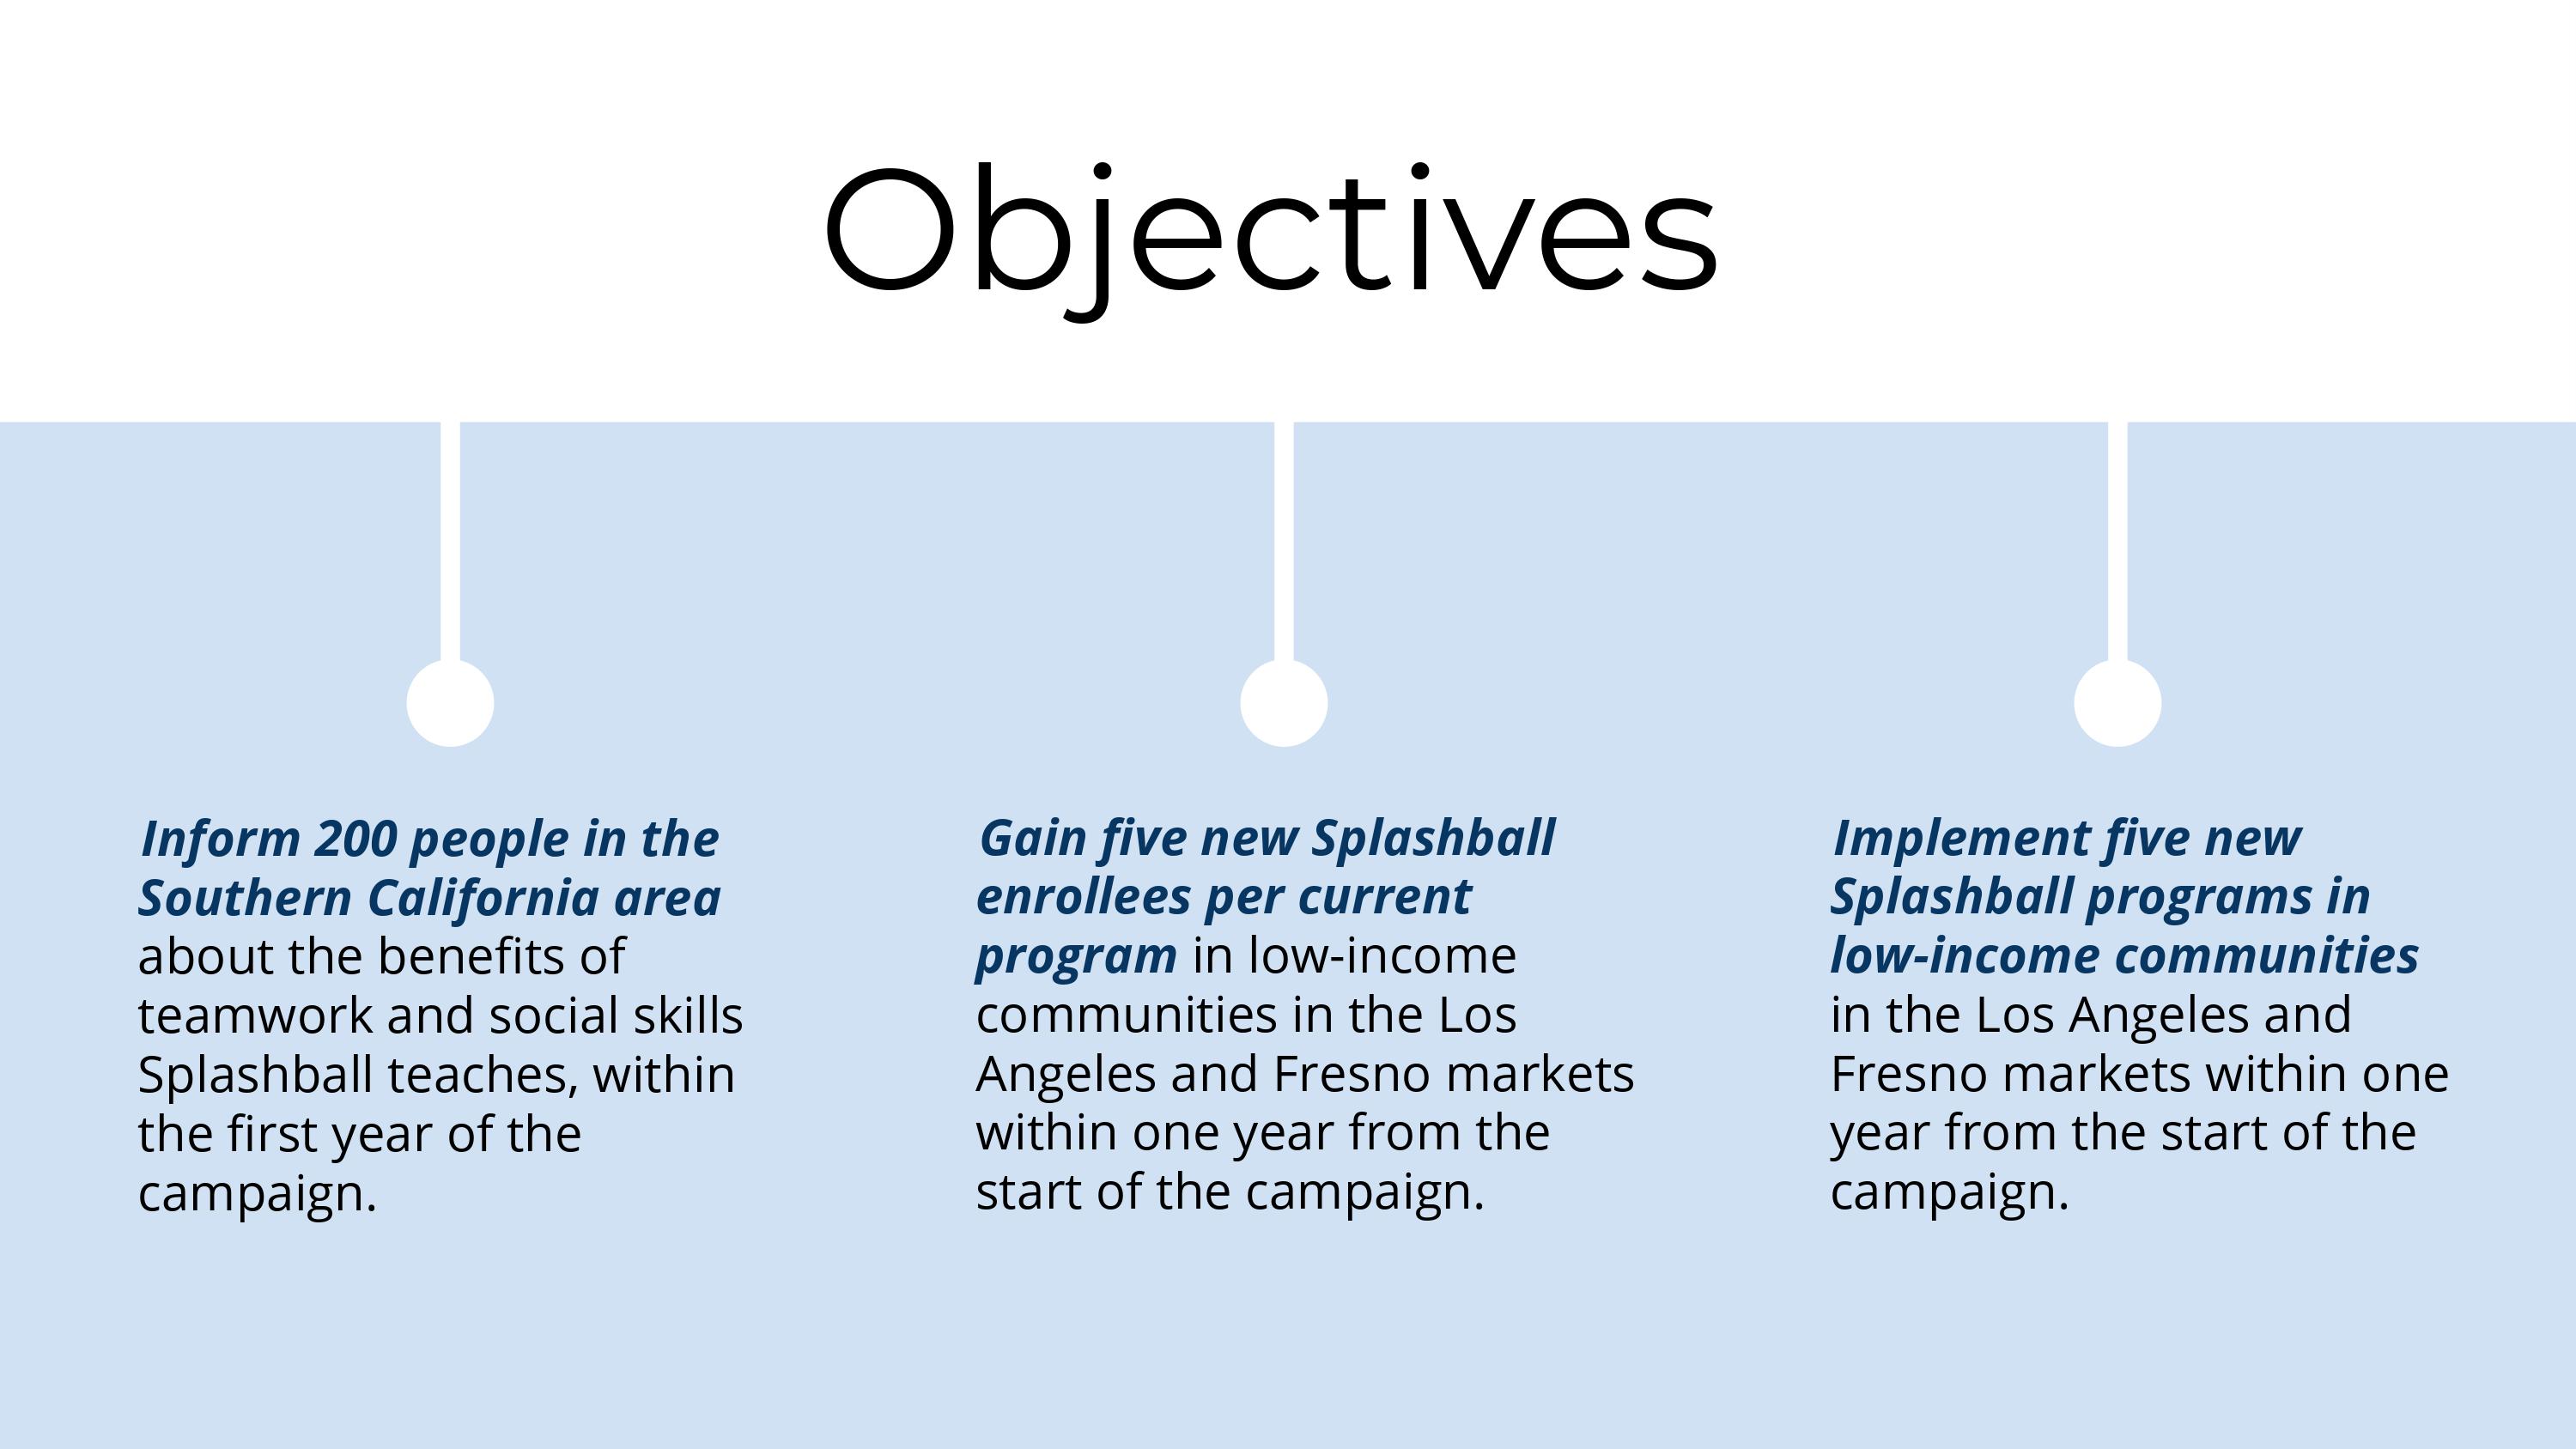 Objectives
Inform 200 people in the
Southern California area
about the benefits of
teamwork and social skills
Splashball teaches, within
the first year of the
campaign.
Gain five new Splashball
enrollees per current
program in low-income
communities in the Los
Angeles and Fresno markets
within one year from the
start of the campaign.
Implement five new
Splashball programs in
low-income communities
in the Los Angeles and
Fresno markets within one
year from the start of the
campaign.